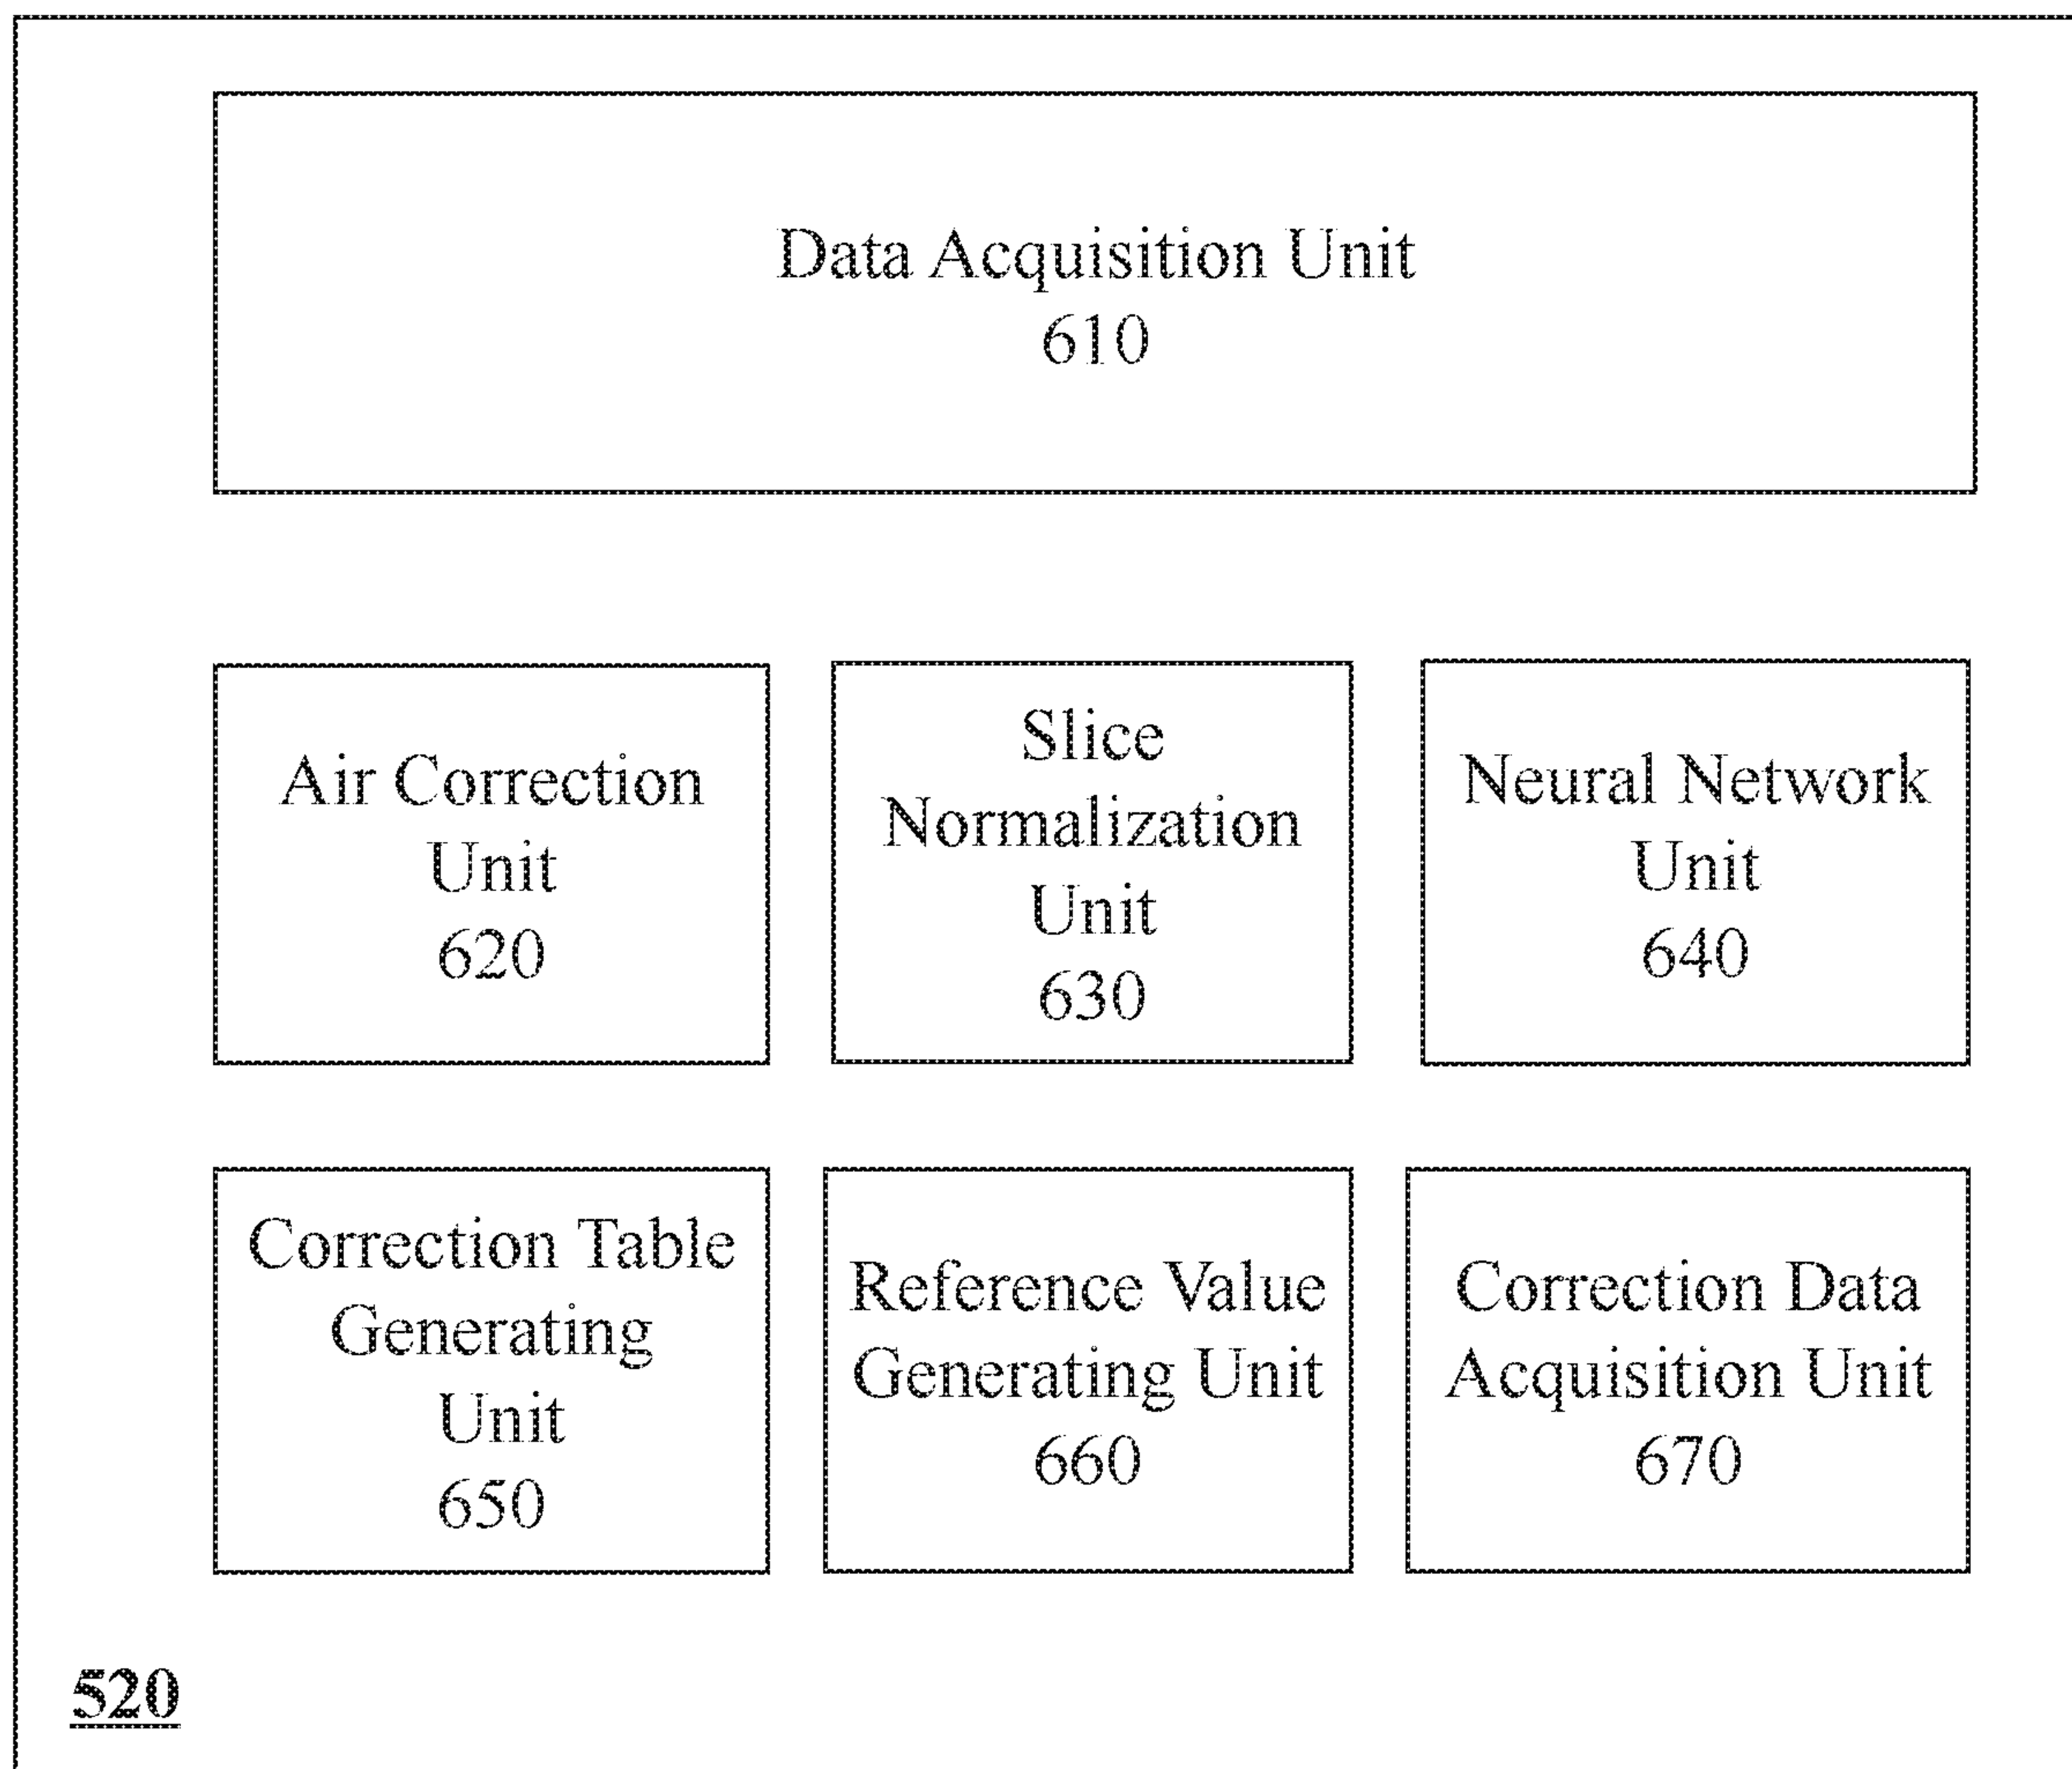 Data Acquisition Unit
610
Air Correction
Unit
620
Slice
Normalization
Unit
630
Neural Network
Unit
640
Correction Table
Generating
Unit
650
Reference Value
Generating Unit
660
Correction Data
Acquisition Unit
670
520